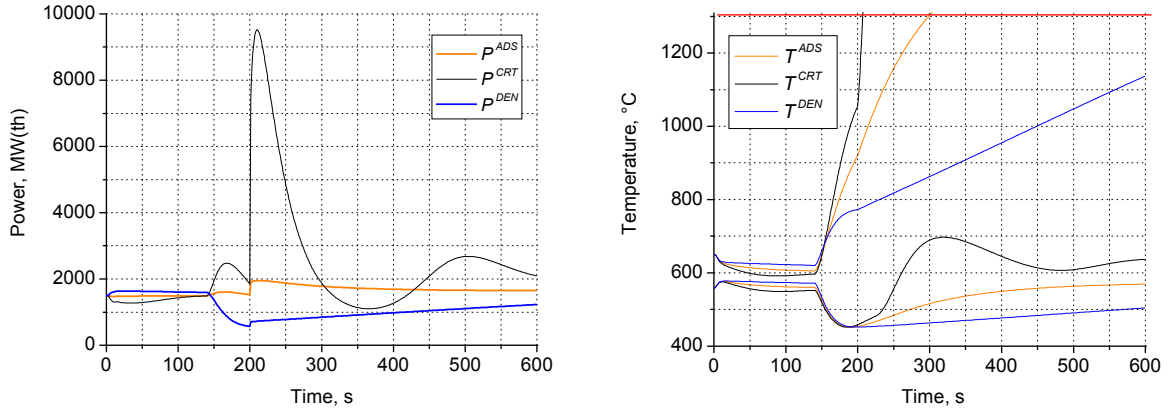 10000
8000
6000
4000
2000
0
Power, MW(th)
P^ADS
P^CRT
P^DEN
0 100 200 300 400 500 600
Time, s
1200
1000
800
600
400
Temperature, °C
T^ADS
T^CRT
T^DEN
0 100 200 300 400 500 600
Time, s